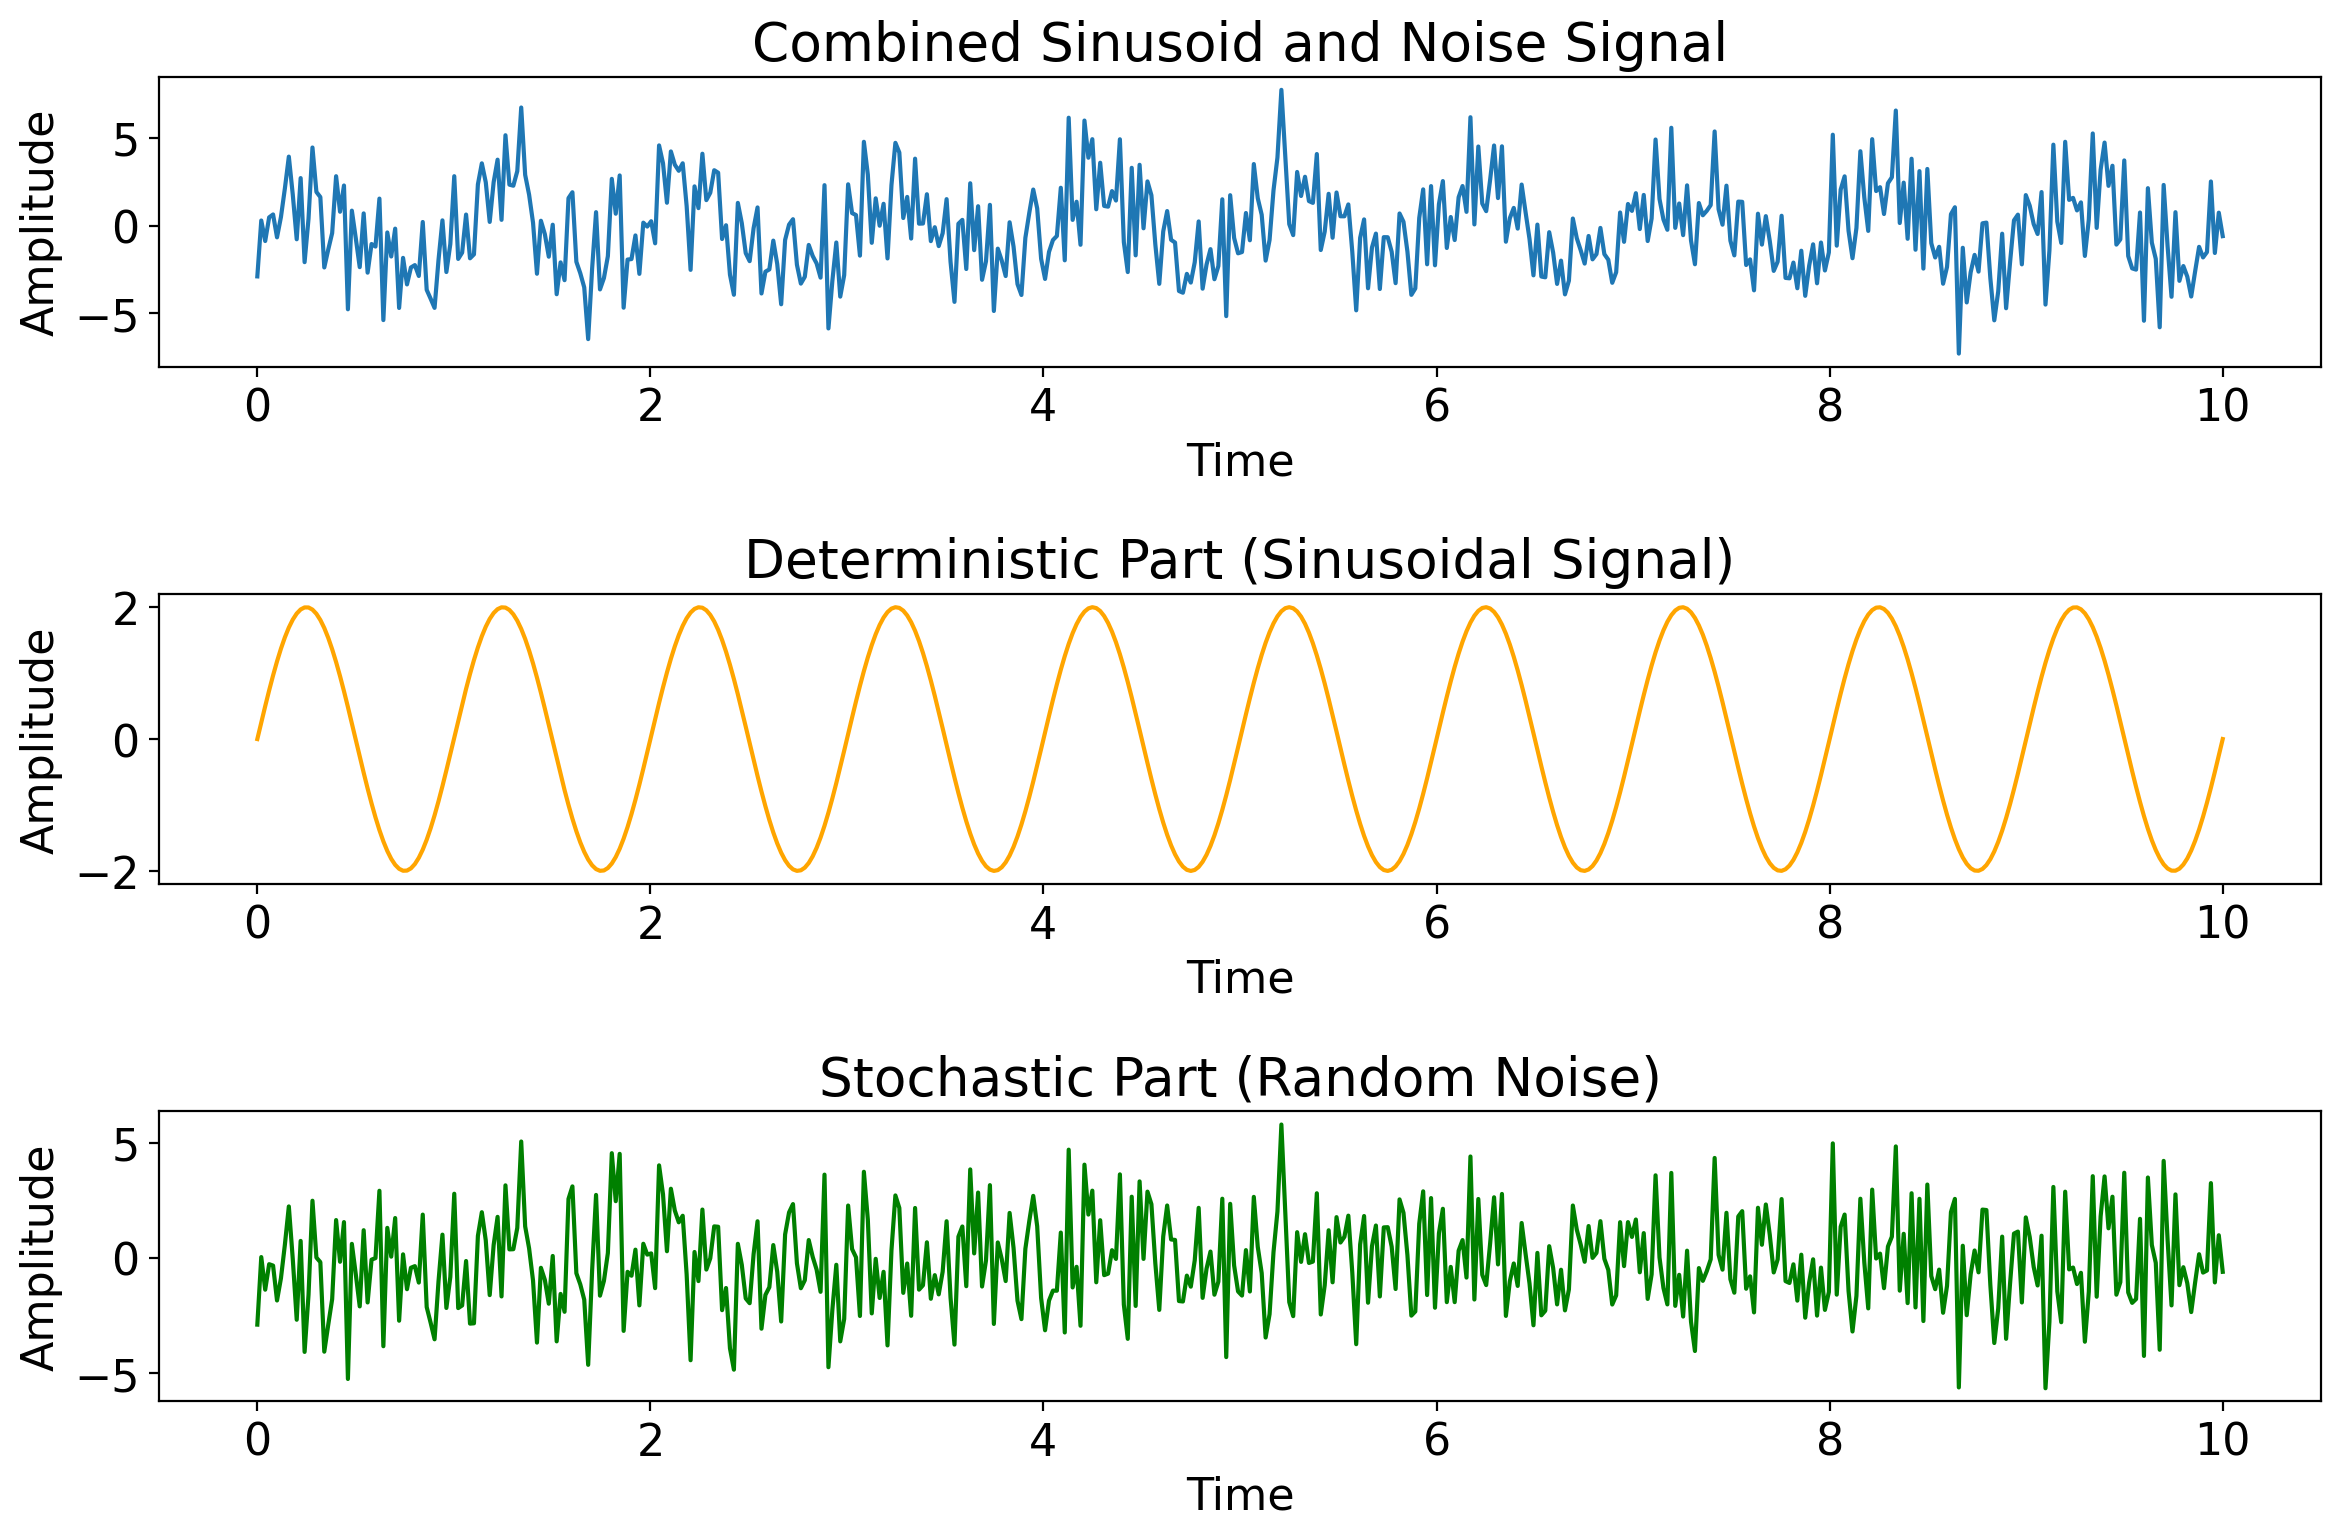 Combined Sinusoid and Noise Signal
Amplitude
5
0
−5
0 2 4 6 8 10
Time
Deterministic Part (Sinusoidal Signal)
Amplitude
2
0
−2
0 2 4 6 8 10
Time
Stochastic Part (Random Noise)
Amplitude
5
0
−5
0 2 4 6 8 10
Time